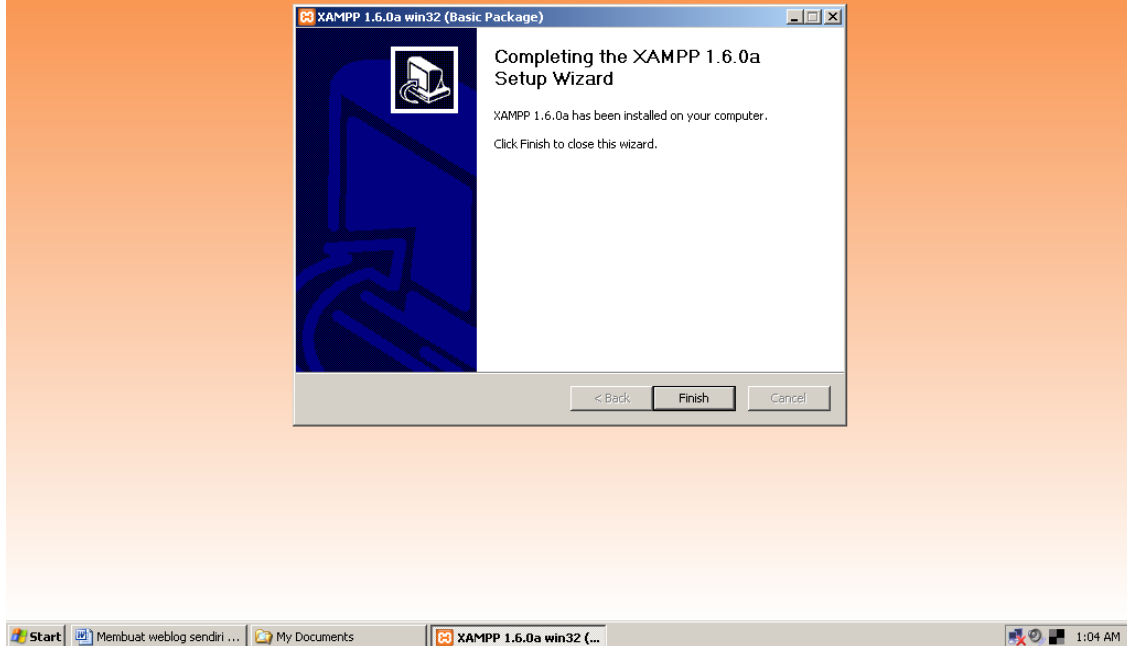 XAMPP 1.6.0a win32 (Basic Package)
Completing the XAMPP 1.6.0a
Setup Wizard
XAMPP 1.6.0a has been installed on your computer.
Click Finish to close this wizard.
< Back Finish Cancel
Start Membuat weblog sendiri ... My Documents XAMPP 1.6.0a win32 (... 1:04 AM